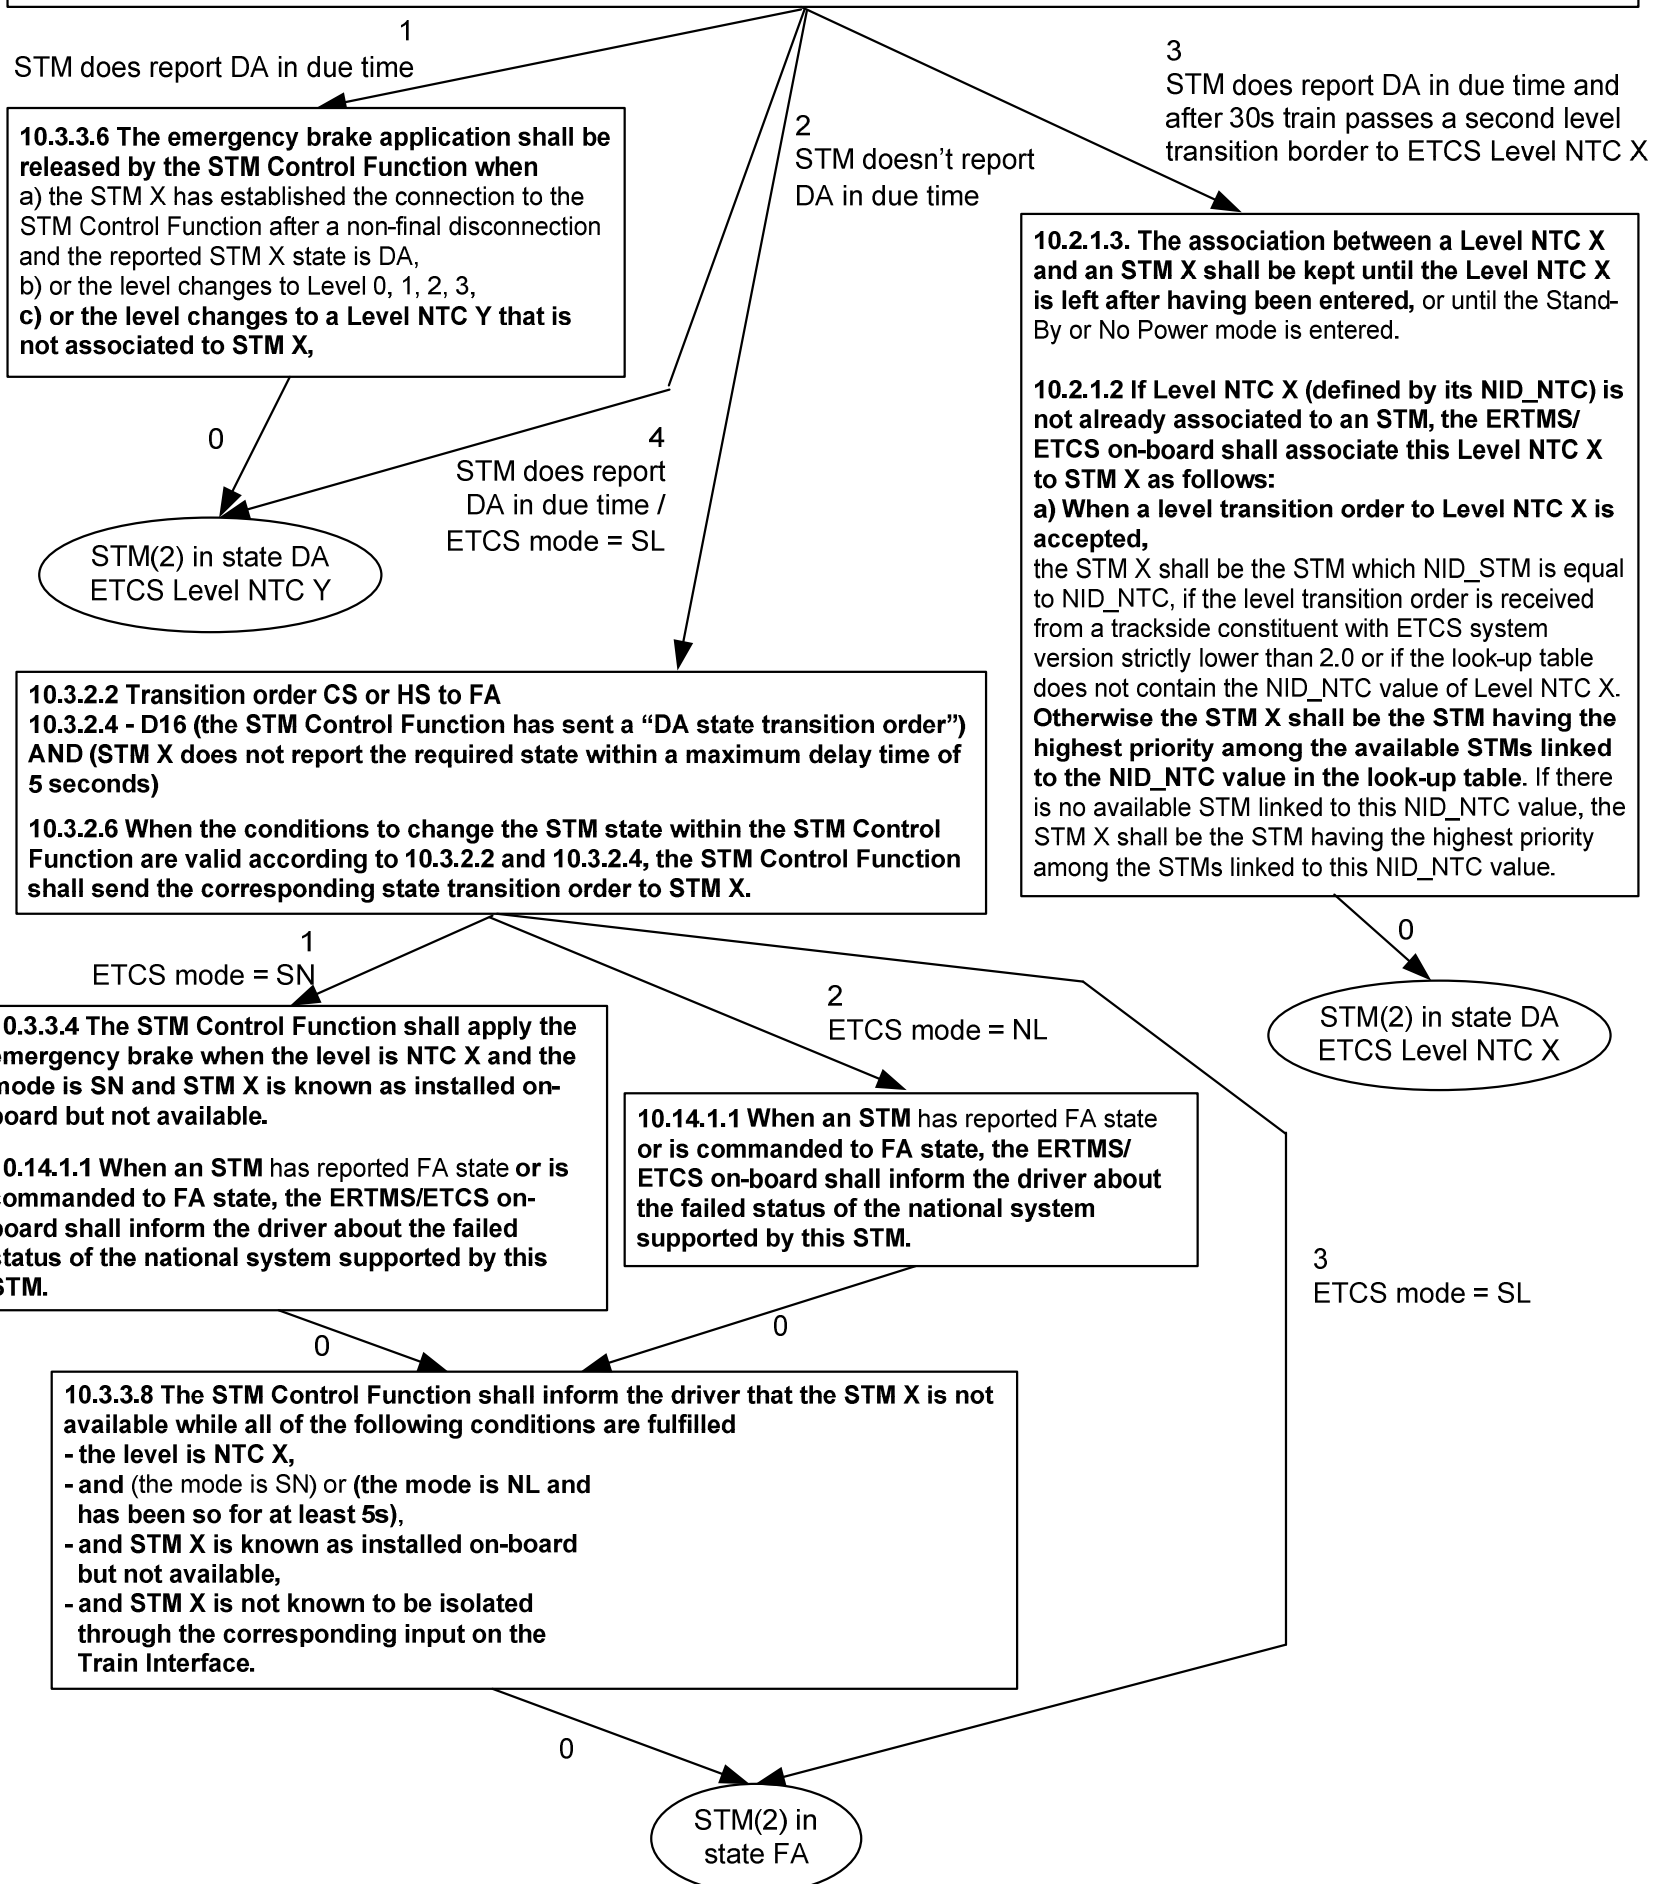 1
STM does report DA in due time
2
STM doesn't report
DA in due time
3
STM does report DA in due time and
after 30s train passes a second level
transition border to ETCS Level NTC X
10.3.3.6 The emergency brake application shall be
released by the STM Control Function when
a) the STM X has established the connection to the
STM Control Function after a non-final disconnection
and the reported STM X state is DA,
b) or the level changes to Level 0, 1, 2, 3,
c) or the level changes to a Level NTC Y that is
not associated to STM X,
10.2.1.3. The association between a Level NTC X
and an STM X shall be kept until the Level NTC X
is left after having been entered, or until the Stand-
By or No Power mode is entered.
10.2.1.2 If Level NTC X (defined by its NID_NTC) is
not already associated to an STM, the ERTMS/
ETCS on-board shall associate this Level NTC X
to STM X as follows:
a) When a level transition order to Level NTC X is
accepted,
the STM X shall be the STM which NID_STM is equal
to NID_NTC, if the level transition order is received
from a trackside constituent with ETCS system
version strictly lower than 2.0 or if the look-up table
does not contain the NID_NTC value of Level NTC X.
Otherwise the STM X shall be the STM having the
highest priority among the available STMs linked
to the NID_NTC value in the look-up table. If there
is no available STM linked to this NID_NTC value, the
STM X shall be the STM having the highest priority
among the STMs linked to this NID_NTC value.
0
4
STM does report
DA in due time /
ETCS mode = SL
STM(2) in state DA
ETCS Level NTC Y
10.3.2.2 Transition order CS or HS to FA
10.3.2.4 - D16 (the STM Control Function has sent a “DA state transition order”)
AND (STM X does not report the required state within a maximum delay time of
5 seconds)
10.3.2.6 When the conditions to change the STM state within the STM Control
Function are valid according to 10.3.2.2 and 10.3.2.4, the STM Control Function
shall send the corresponding state transition order to STM X.
0
STM(2) in state DA
ETCS Level NTC X
1
ETCS mode = SN
2
ETCS mode = NL
3
ETCS mode = SL
0.3.3.4 The STM Control Function shall apply the
emergency brake when the level is NTC X and the
mode is SN and STM X is known as installed on-
board but not available.
0.14.1.1 When an STM has reported FA state or is
commanded to FA state, the ERTMS/ETCS on-
board shall inform the driver about the failed
status of the national system supported by this
STM.
10.14.1.1 When an STM has reported FA state
or is commanded to FA state, the ERTMS/
ETCS on-board shall inform the driver about
the failed status of the national system
supported by this STM.
0
0
10.3.3.8 The STM Control Function shall inform the driver that the STM X is not
available while all of the following conditions are fulfilled
- the level is NTC X,
- and (the mode is SN) or (the mode is NL and
has been so for at least 5s),
- and STM X is known as installed on-board
but not available,
- and STM X is not known to be isolated
through the corresponding input on the
Train Interface.
0
STM(2) in
state FA